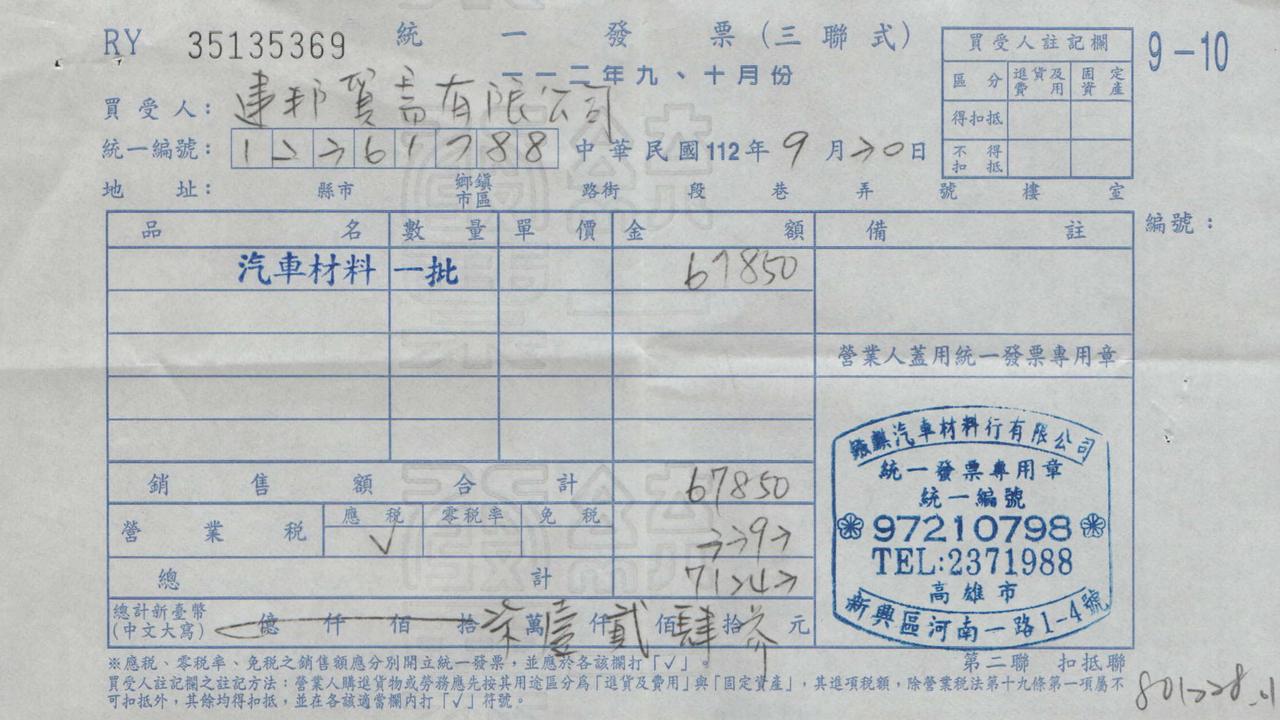 RY 35135369 統一發票(三聯式) 9-10
一一二年九、十月份
買受人註記欄
區分 進貨及費用 固定資產
得扣抵
不得扣抵
買受人:建邦貿易有限公司
統一編號:12361788 中華民國112年9月20日
地址: 縣市 鄉鎮市區 路街 段 巷 弄 號 樓 室
品名 數量 單價 金額 備註 編號:
汽車材料 一批 67850
營業人蓋用統一發票專用章
銷售額合計 67850
營業稅 應稅 ✓ 零稅率 免稅 3393
總計 71243
總計新臺幣(中文大寫) 億 仟 佰 拾 柒萬壹仟貳佰肆拾參元
汽車材料行有限公司
統一發票專用章
統一編號
97210798
TEL:2371988
高雄市
新興區河南一路1-4號
※應稅、零稅率、免稅之銷售額應分別開立統一發票,並應於各該欄打「✓」。
第二聯 扣抵聯
買受人註記欄之註記方法:營業人購進貨物或勞務應先按其用途區分為「進貨及費用」與「固定資產」,其進項稅額,除營業稅法第十九條第一項屬不
可扣抵外,其餘均得扣抵,並在各該適當欄內打「✓」符號。